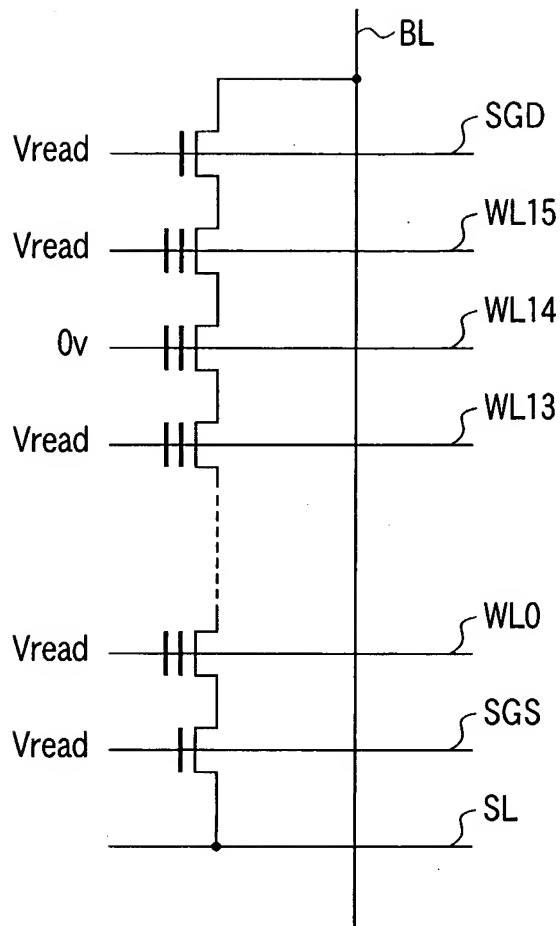 BL
Vread SGD
Vread WL15
0v WL14
Vread WL13
Vread WL0
Vread SGS
SL